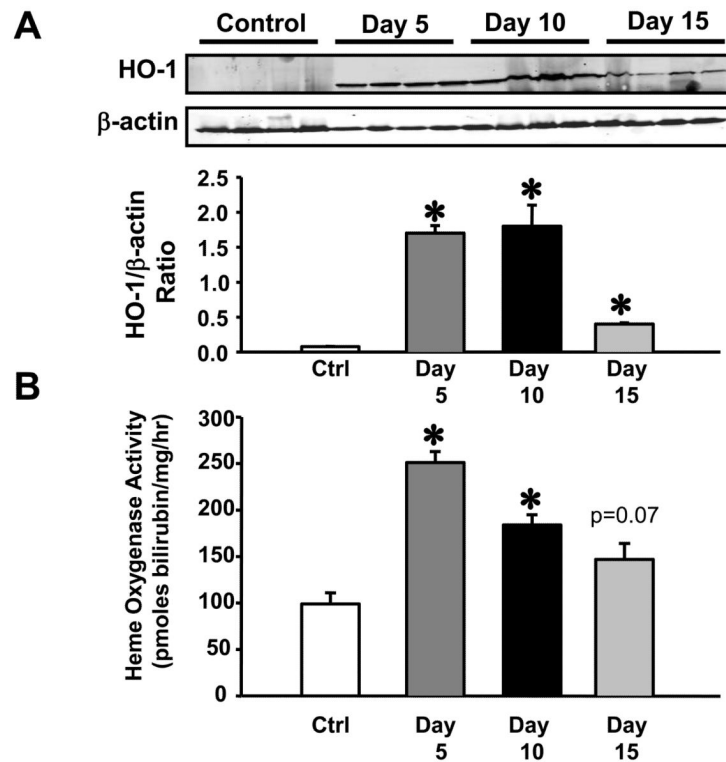 A
Control Day 5 Day 10 Day 15
HO-1
β-actin
HO-1/β-actin
Ratio
2.5
2.0
1.5
1.0
0.5
0.0
* * *
Ctrl Day Day Day
5 10 15
B
Heme Oxygenase Activity
(pmoles bilirubin/mg/hr)
300
250
200
150
100
50
0
* * p=0.07
Ctrl Day Day Day
5 10 15